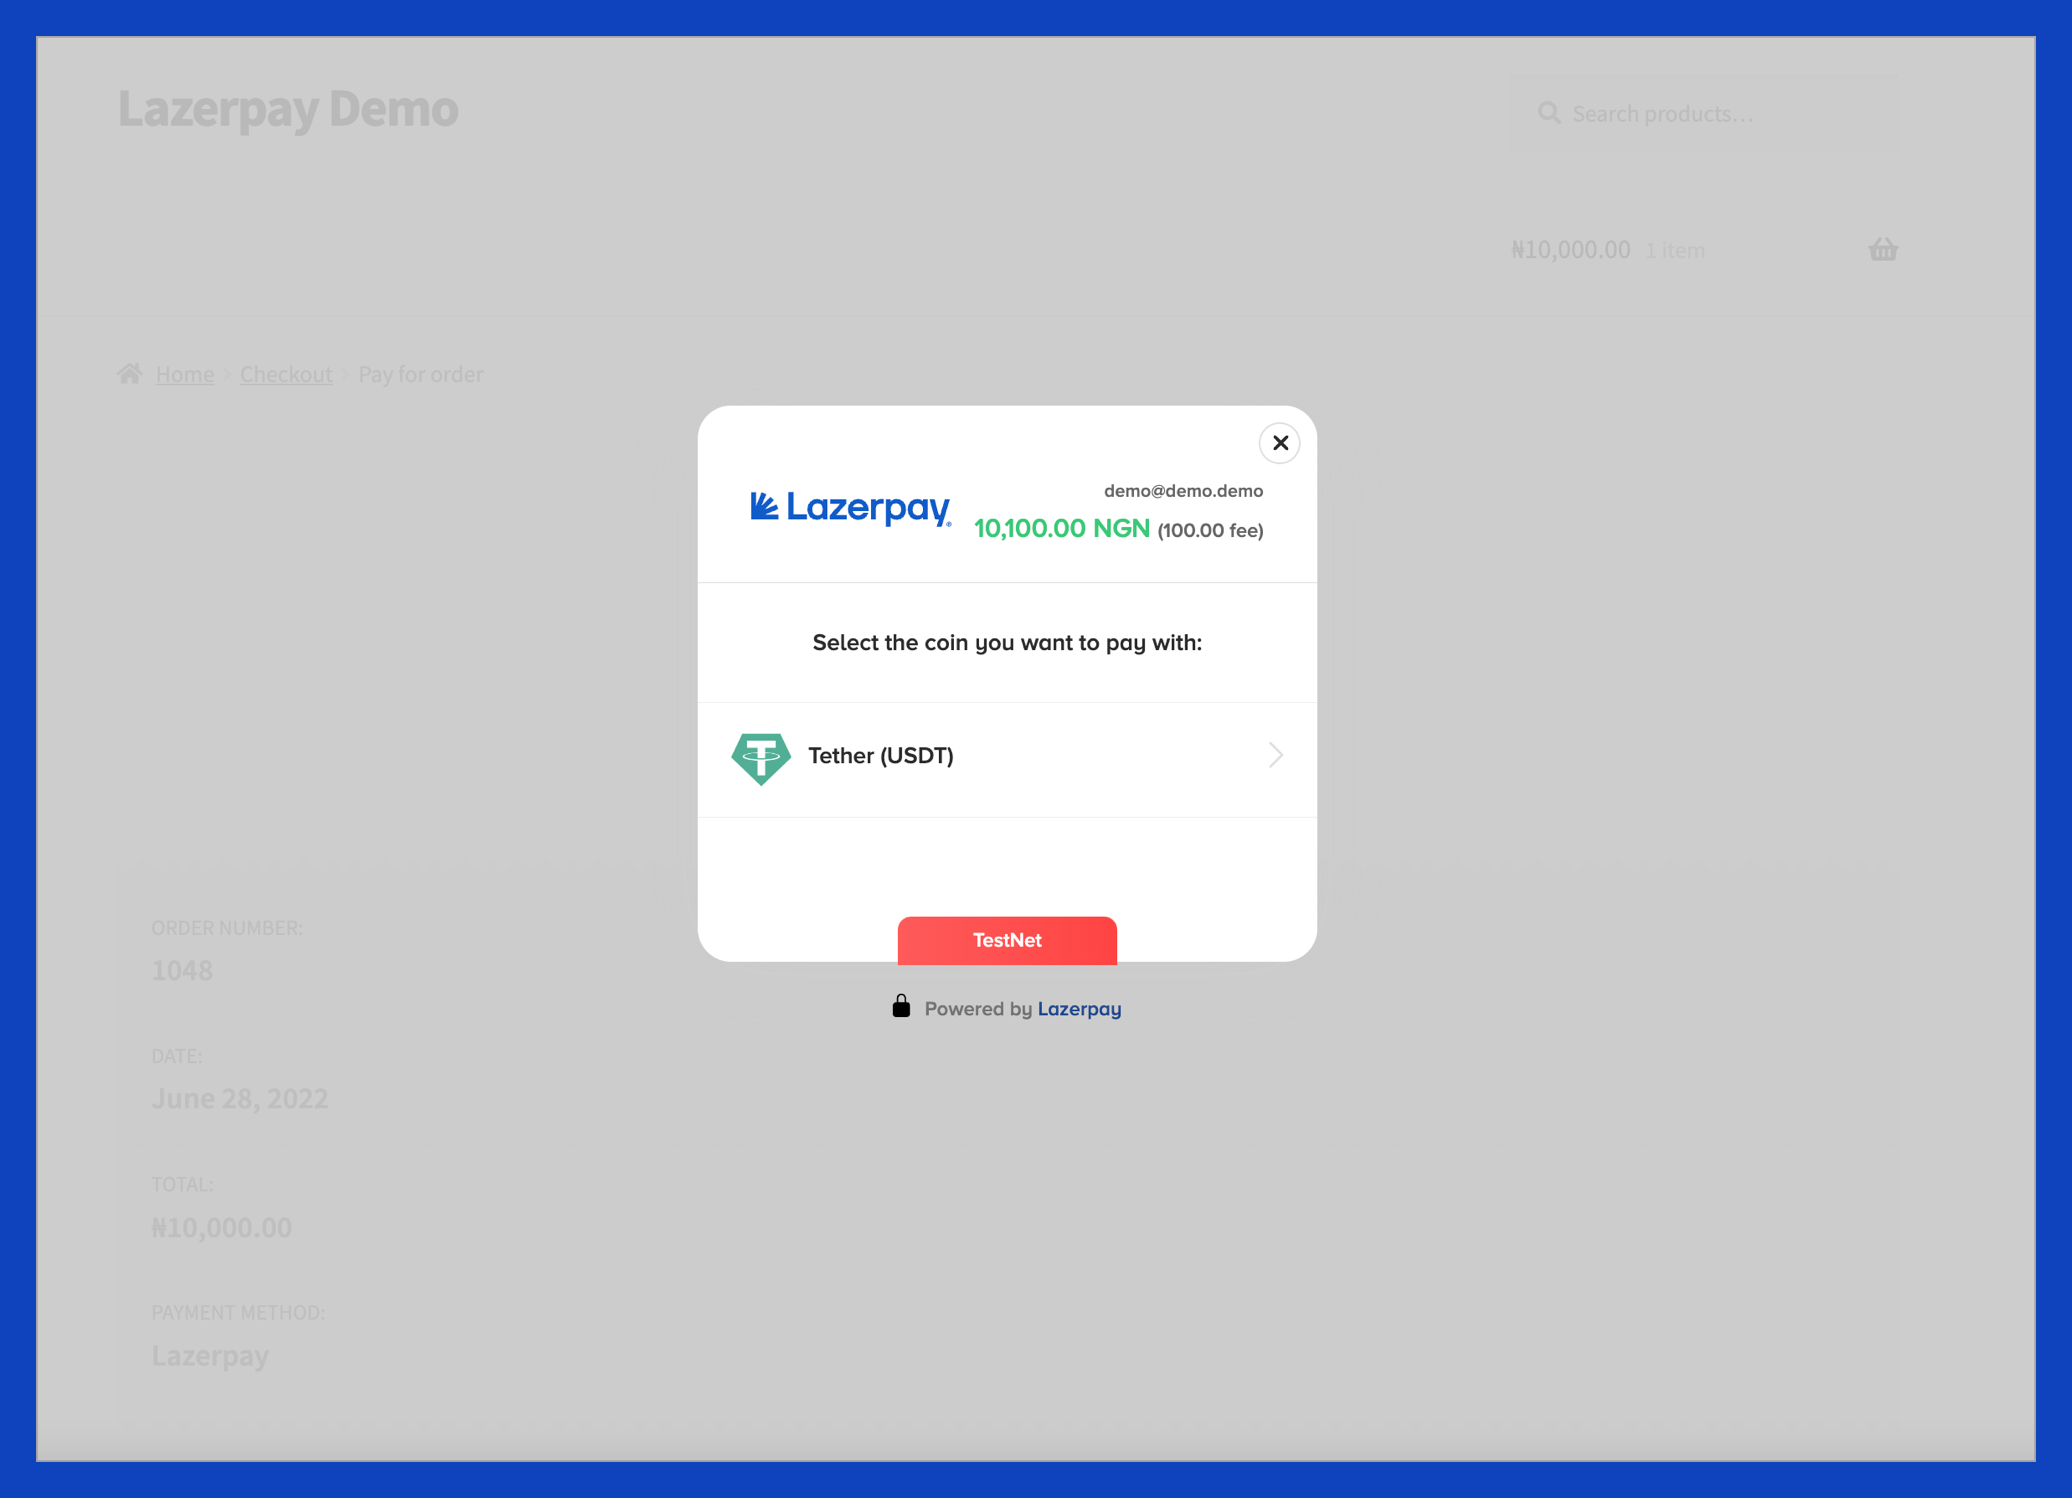 Lazerpay Demo
Search products…
₦10,000.00 1 item
Home › Checkout › Pay for order
demo@demo.demo
Lazerpay®
10,100.00 NGN (100.00 fee)
Select the coin you want to pay with:
Tether (USDT)
TestNet
Powered by Lazerpay
ORDER NUMBER:
1048
DATE:
June 28, 2022
TOTAL:
₦10,000.00
PAYMENT METHOD:
Lazerpay